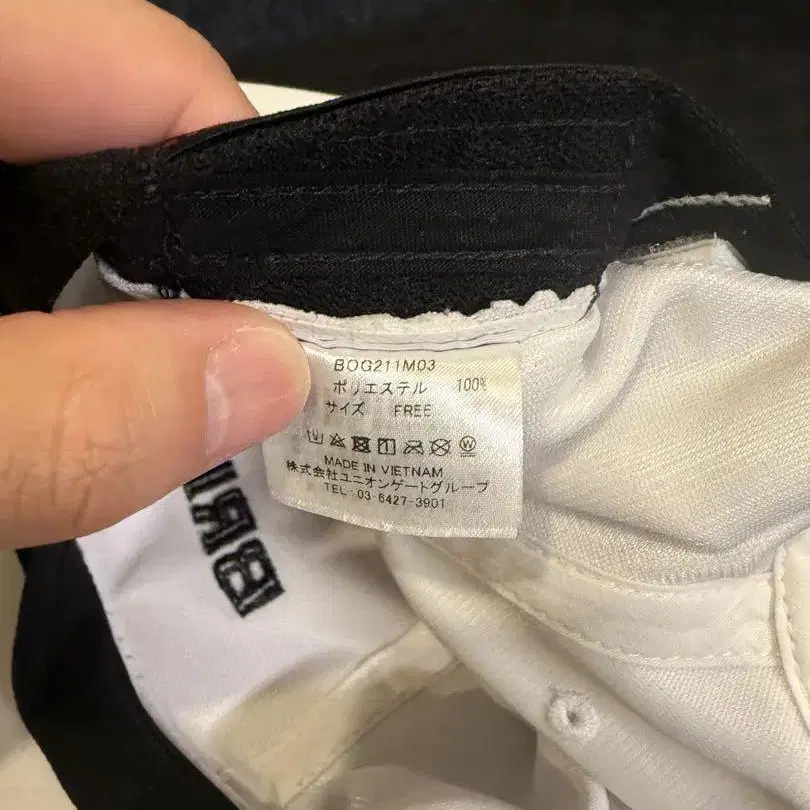 BOG211M03
ポリエステル 100%
サイズ FREE
MADE IN VIETNAM
株式会社ユニオンゲートグループ
TEL:03-6427-3901
BRI